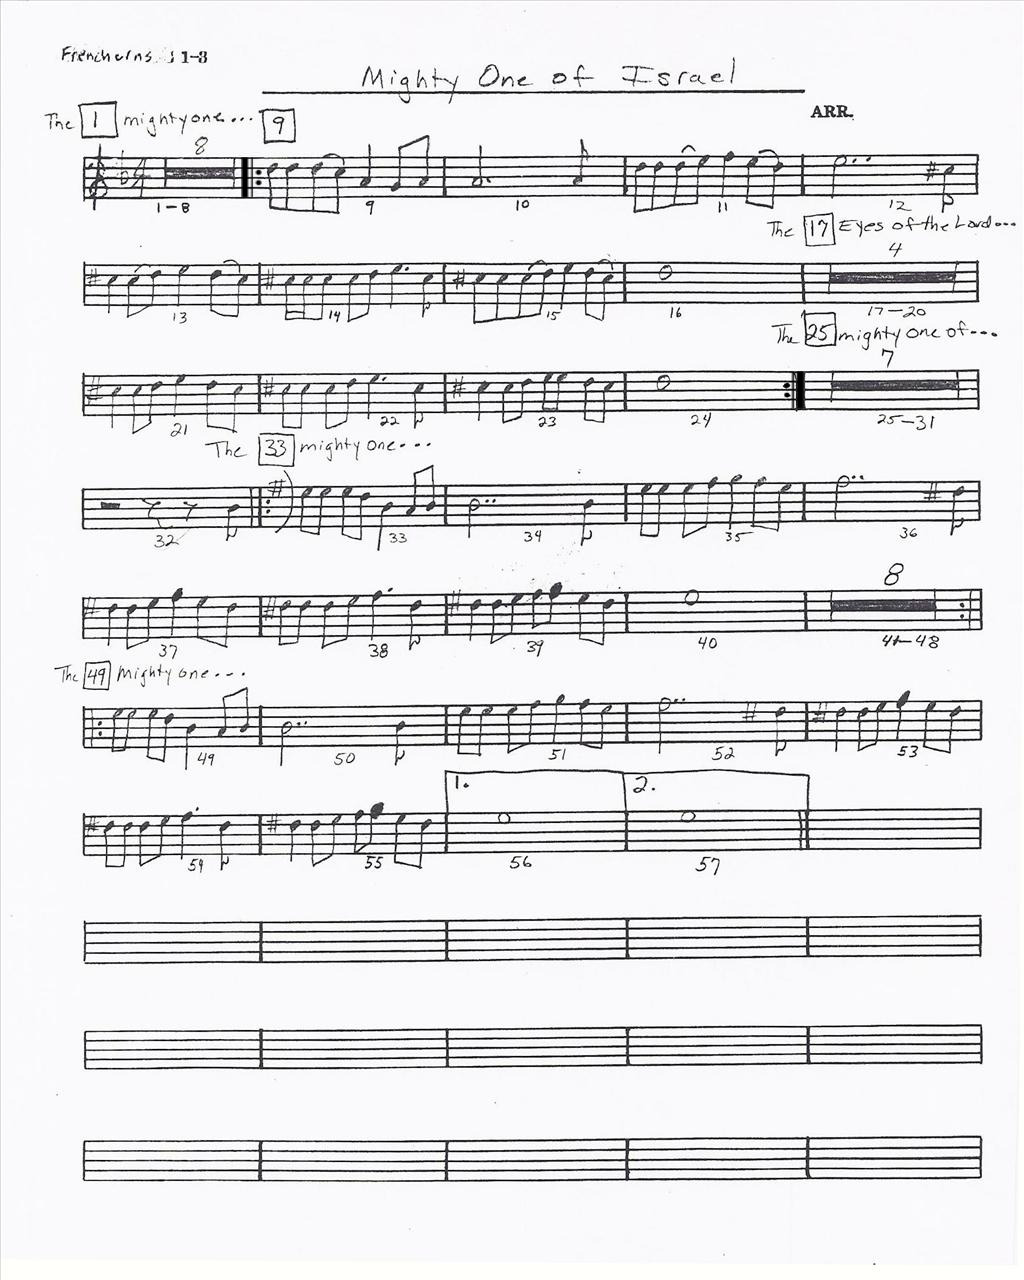 Frenchorns 1-3
Mighty One of Israel
ARR.
The 1 mighty one... 9
8
1-8 9 10 11 12
The 17 Eyes of the Lord...
4
13 14 15 16 17-20
The 25 mighty one of...
7
21 22 23 24 25-31
The 33 mighty one...
32 33 34 35 36
8
37 38 39 40 41-48
The 49 mighty one...
49 50 51 52 53
1. 2.
54 55 56 57